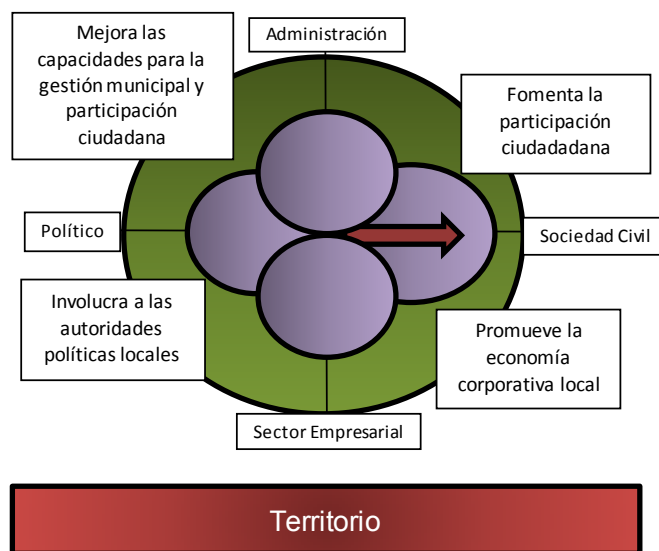 Mejora las
capacidades para la
gestión municipal y
participación
ciudadana
Administración
Fomenta la
participación
ciudadadana
Político
Sociedad Civil
Involucra a las
autoridades
políticas locales
Promueve la
economía
corporativa local
Sector Empresarial
Territorio